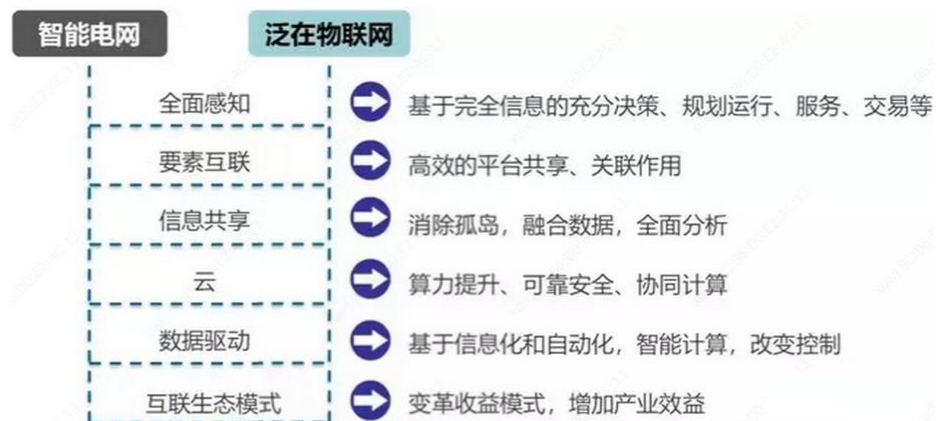 智能电网 泛在物联网
全面感知 基于完全信息的充分决策、规划运行、服务、交易等
要素互联 高效的平台共享、关联作用
信息共享 消除孤岛，融合数据，全面分析
云 算力提升、可靠安全、协同计算
数据驱动 基于信息化和自动化，智能计算，改变控制
互联生态模式 变革收益模式，增加产业效益